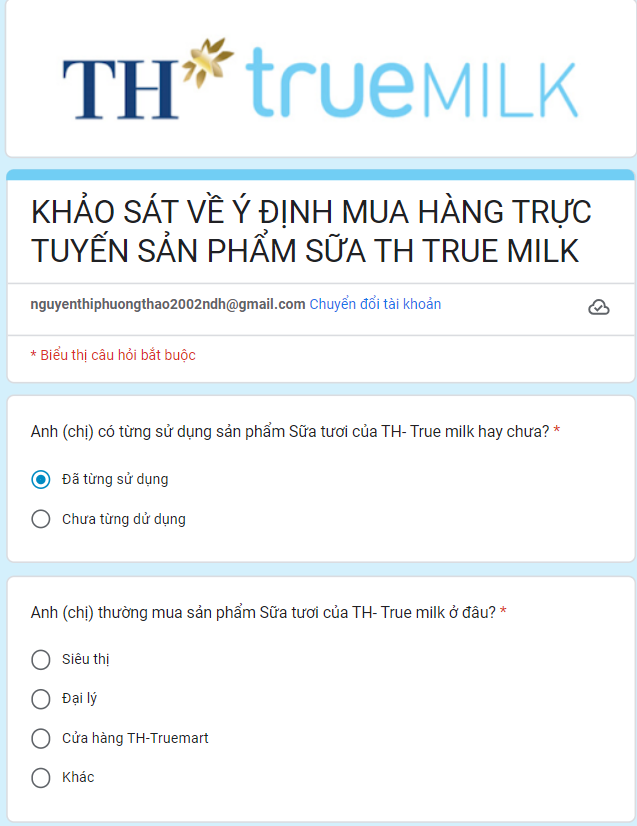 TH true MILK
KHẢO SÁT VỀ Ý ĐỊNH MUA HÀNG TRỰC
TUYẾN SẢN PHẨM SỮA TH TRUE MILK
nguyenthiphuongthao2002ndh@gmail.com Chuyển đổi tài khoản
* Biểu thị câu hỏi bắt buộc
Anh (chị) có từng sử dụng sản phẩm Sữa tươi của TH- True milk hay chưa? *
Đã từng sử dụng
Chưa từng dử dụng
Anh (chị) thường mua sản phẩm Sữa tươi của TH- True milk ở đâu? *
Siêu thị
Đại lý
Cửa hàng TH-Truemart
Khác